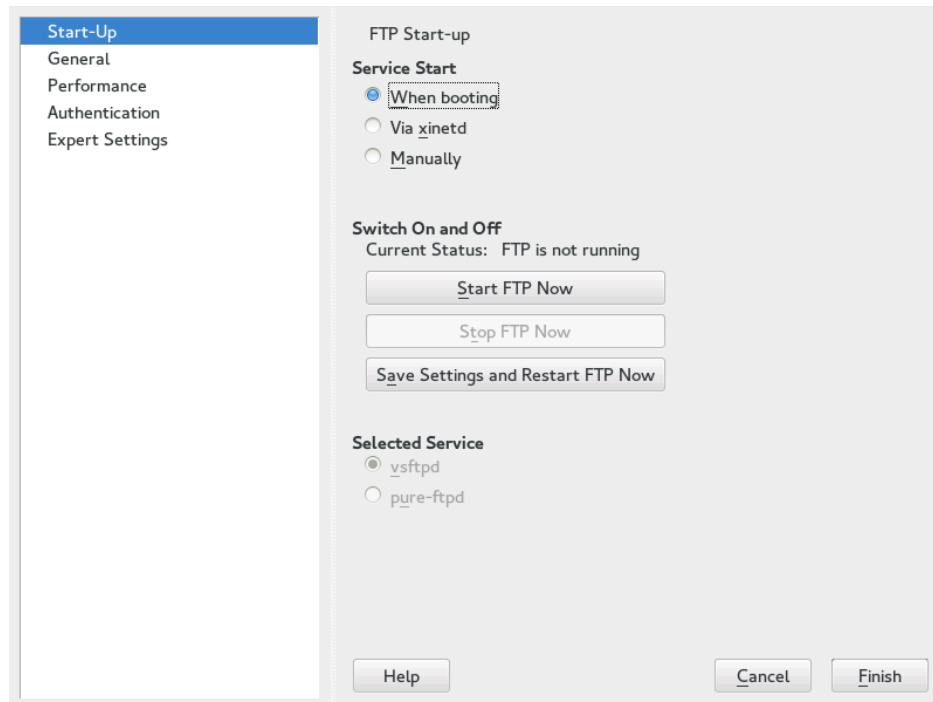 Start-Up
General
Performance
Authentication
Expert Settings
FTP Start-up
Service Start
When booting
Via xinetd
Manually
Switch On and Off
Current Status: FTP is not running
Start FTP Now
Stop FTP Now
Save Settings and Restart FTP Now
Selected Service
vsftpd
pure-ftpd
Help
Cancel
Finish